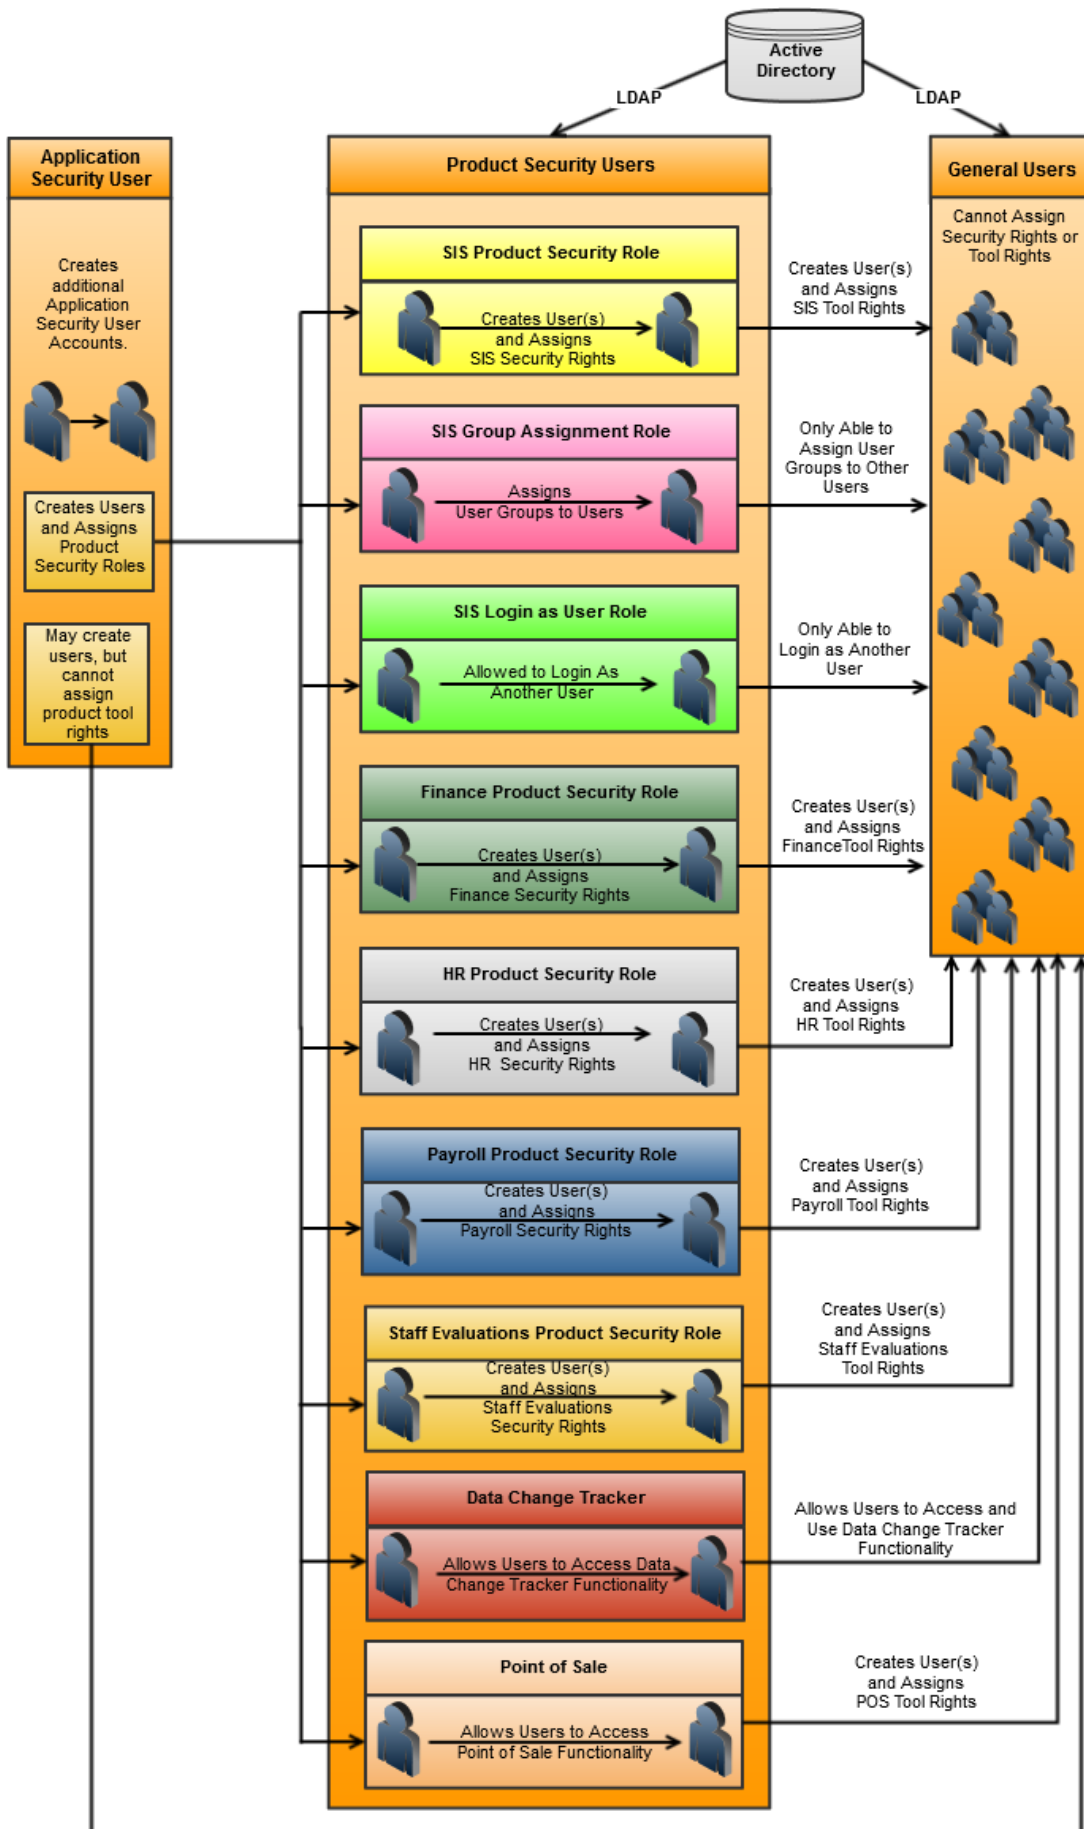 Active
Directory
LDAP
LDAP
Application
Security User
Creates
additional
Application
Security User
Accounts.
Creates Users
and Assigns
Product
Security Roles
May create
users, but
cannot
assign
product tool
rights
Product Security Users
SIS Product Security Role
Creates User(s)
and Assigns
SIS Security Rights
SIS Group Assignment Role
Assigns
User Groups to Users
SIS Login as User Role
Allowed to Login As
Another User
Finance Product Security Role
Creates User(s)
and Assigns
Finance Security Rights
HR Product Security Role
Creates User(s)
and Assigns
HR Security Rights
Payroll Product Security Role
Creates User(s)
and Assigns
Payroll Security Rights
Staff Evaluations Product Security Role
Creates User(s)
and Assigns
Staff Evaluations
Security Rights
Data Change Tracker
Allows Users to Access Data
Change Tracker Functionality
Point of Sale
Allows Users to Access
Point of Sale Functionality
Creates User(s)
and Assigns
SIS Tool Rights
Only Able to
Assign User
Groups to Other
Users
Only Able to
Login as Another
User
Creates User(s)
and Assigns
FinanceTool Rights
Creates User(s)
and Assigns
HR Tool Rights
Creates User(s)
and Assigns
Payroll Tool Rights
Creates User(s)
and Assigns
Staff Evaluations
Tool Rights
Allows Users to Access and
Use Data Change Tracker
Functionality
Creates User(s)
and Assigns
POS Tool Rights
General Users
Cannot Assign
Security Rights or
Tool Rights